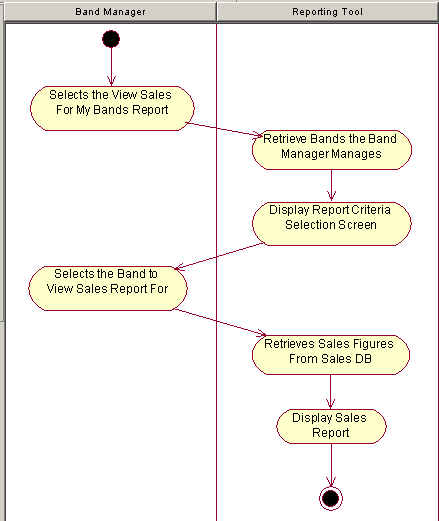 Band Manager
Reporting Tool
Selects the View Sales
For My Bands Report
Retrieve Bands the Band
Manager Manages
Display Report Criteria
Selection Screen
Selects the Band to
View Sales Report For
Retrieves Sales Figures
From Sales DB
Display Sales
Report